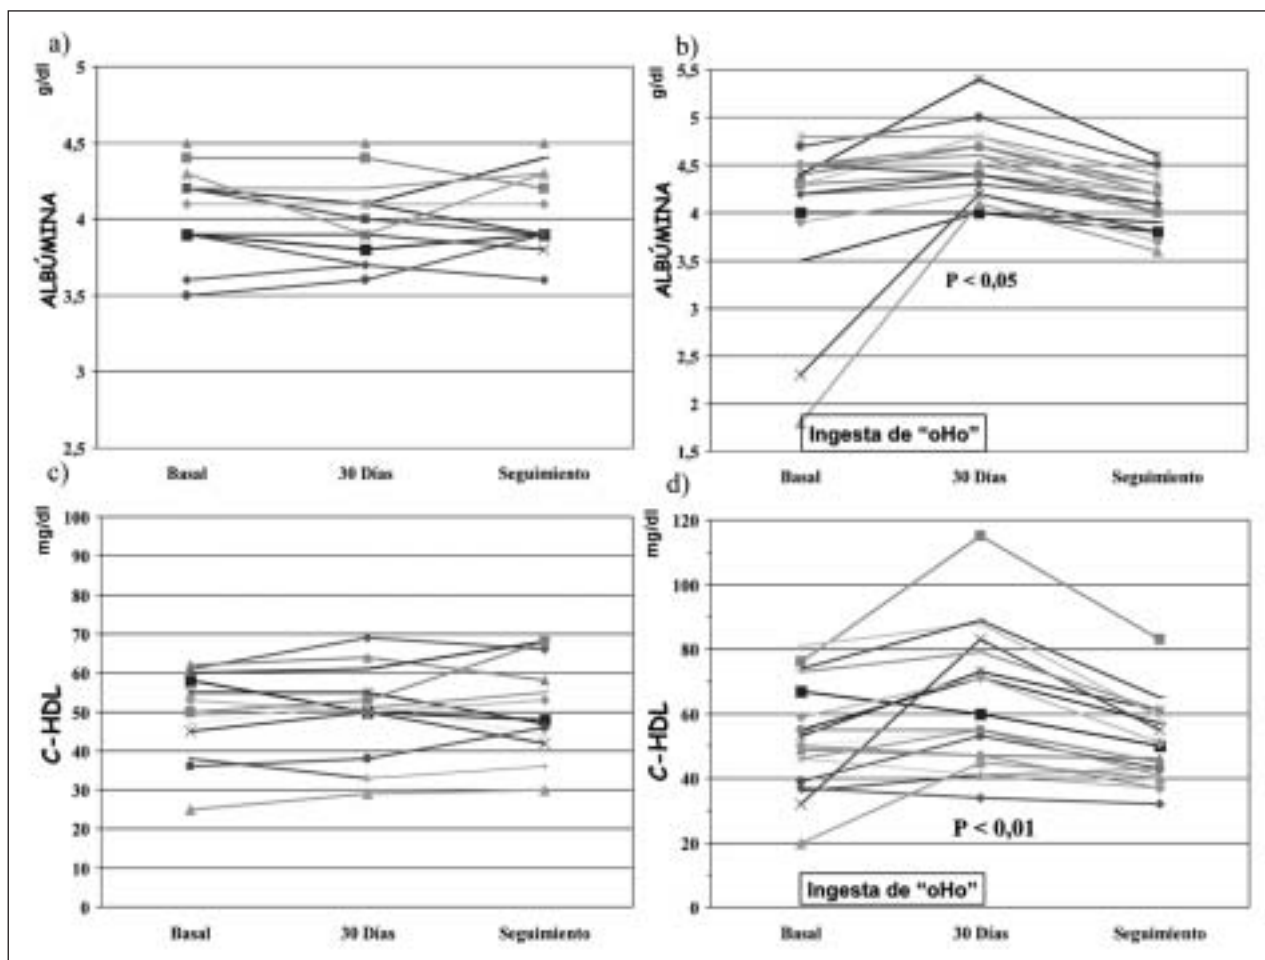 a)
g/dl
ALBÚMINA
5
4,5
4
3,5
3
2,5
Basal
30 Días
Seguimiento
b)
g/dl
ALBÚMINA
5,5
5
4,5
4
3,5
3
2,5
2
1,5
P < 0,05
Ingesta de “oHo”
Basal
30 Días
Seguimiento
c)
mg/dl
C-HDL
100
90
80
70
60
50
40
30
20
10
0
Basal
30 Días
Seguimiento
d)
mg/dl
C-HDL
120
100
80
60
40
20
0
P < 0,01
Ingesta de “oHo”
Basal
30 Días
Seguimiento